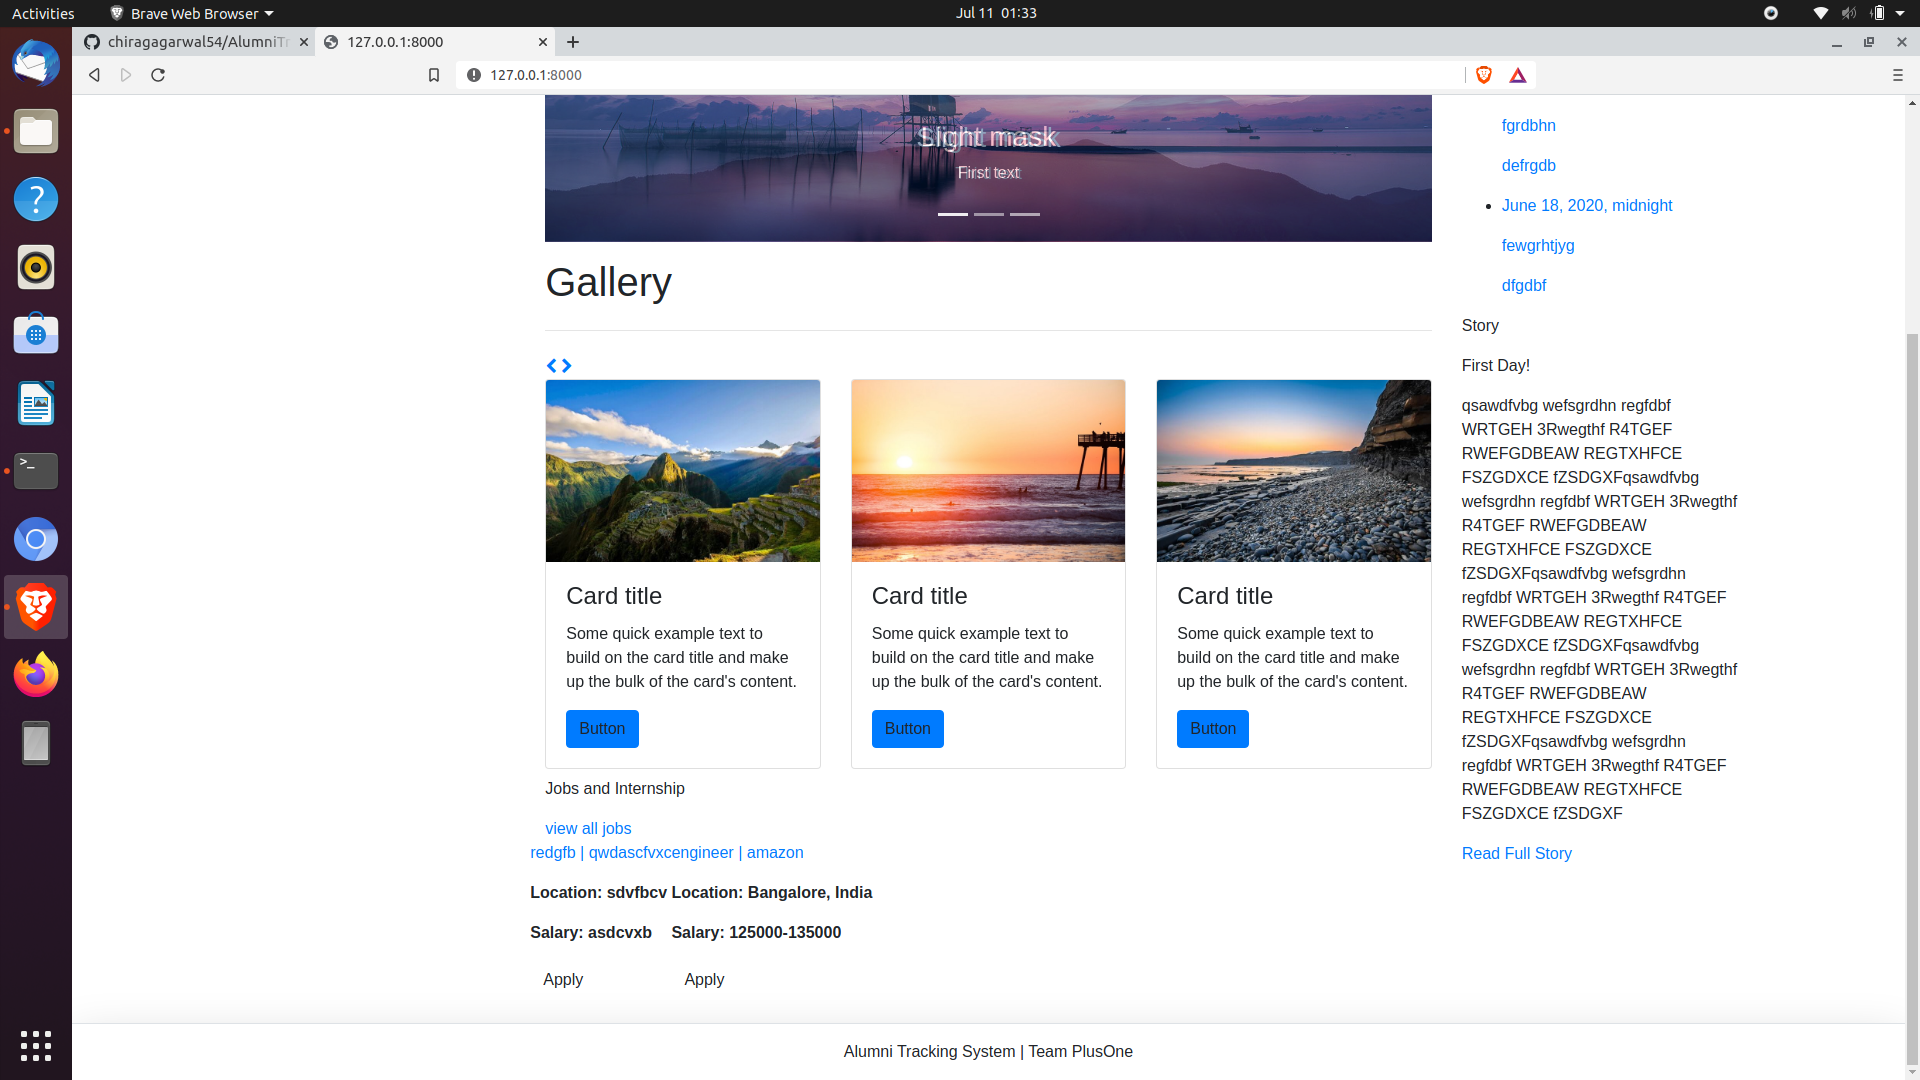 Activities
Brave Web Browser
Jul 11 01:33
chiragagarwal54/AlumniTr
127.0.0.1:8000
127.0.0.1:8000
First text
Gallery
Card title
Some quick example text to
build on the card title and make
up the bulk of the card's content.
Button
Card title
Some quick example text to
build on the card title and make
up the bulk of the card's content.
Button
Card title
Some quick example text to
build on the card title and make
up the bulk of the card's content.
Button
Jobs and Internship
view all jobs
redgfb | qwdascfvxcengineer | amazon
Location: sdvfbcv Location: Bangalore, India
Salary: asdcvxb Salary: 125000-135000
Apply Apply
fgrdbhn
defrgdb
June 18, 2020, midnight
fewgrhtjyg
dfgdbf
Story
First Day!
qsawdfvbg wefsgrdhn regfdbf
WRTGEH 3Rwegthf R4TGEF
RWEFGDBEAW REGTXHFCE
FSZGDXCE fZSDGXFqsawdfvbg
wefsgrdhn regfdbf WRTGEH 3Rwegthf
R4TGEF RWEFGDBEAW
REGTXHFCE FSZGDXCE
fZSDGXFqsawdfvbg wefsgrdhn
regfdbf WRTGEH 3Rwegthf R4TGEF
RWEFGDBEAW REGTXHFCE
FSZGDXCE fZSDGXFqsawdfvbg
wefsgrdhn regfdbf WRTGEH 3Rwegthf
R4TGEF RWEFGDBEAW
REGTXHFCE FSZGDXCE
fZSDGXFqsawdfvbg wefsgrdhn
regfdbf WRTGEH 3Rwegthf R4TGEF
RWEFGDBEAW REGTXHFCE
FSZGDXCE fZSDGXF
Read Full Story
Alumni Tracking System | Team PlusOne